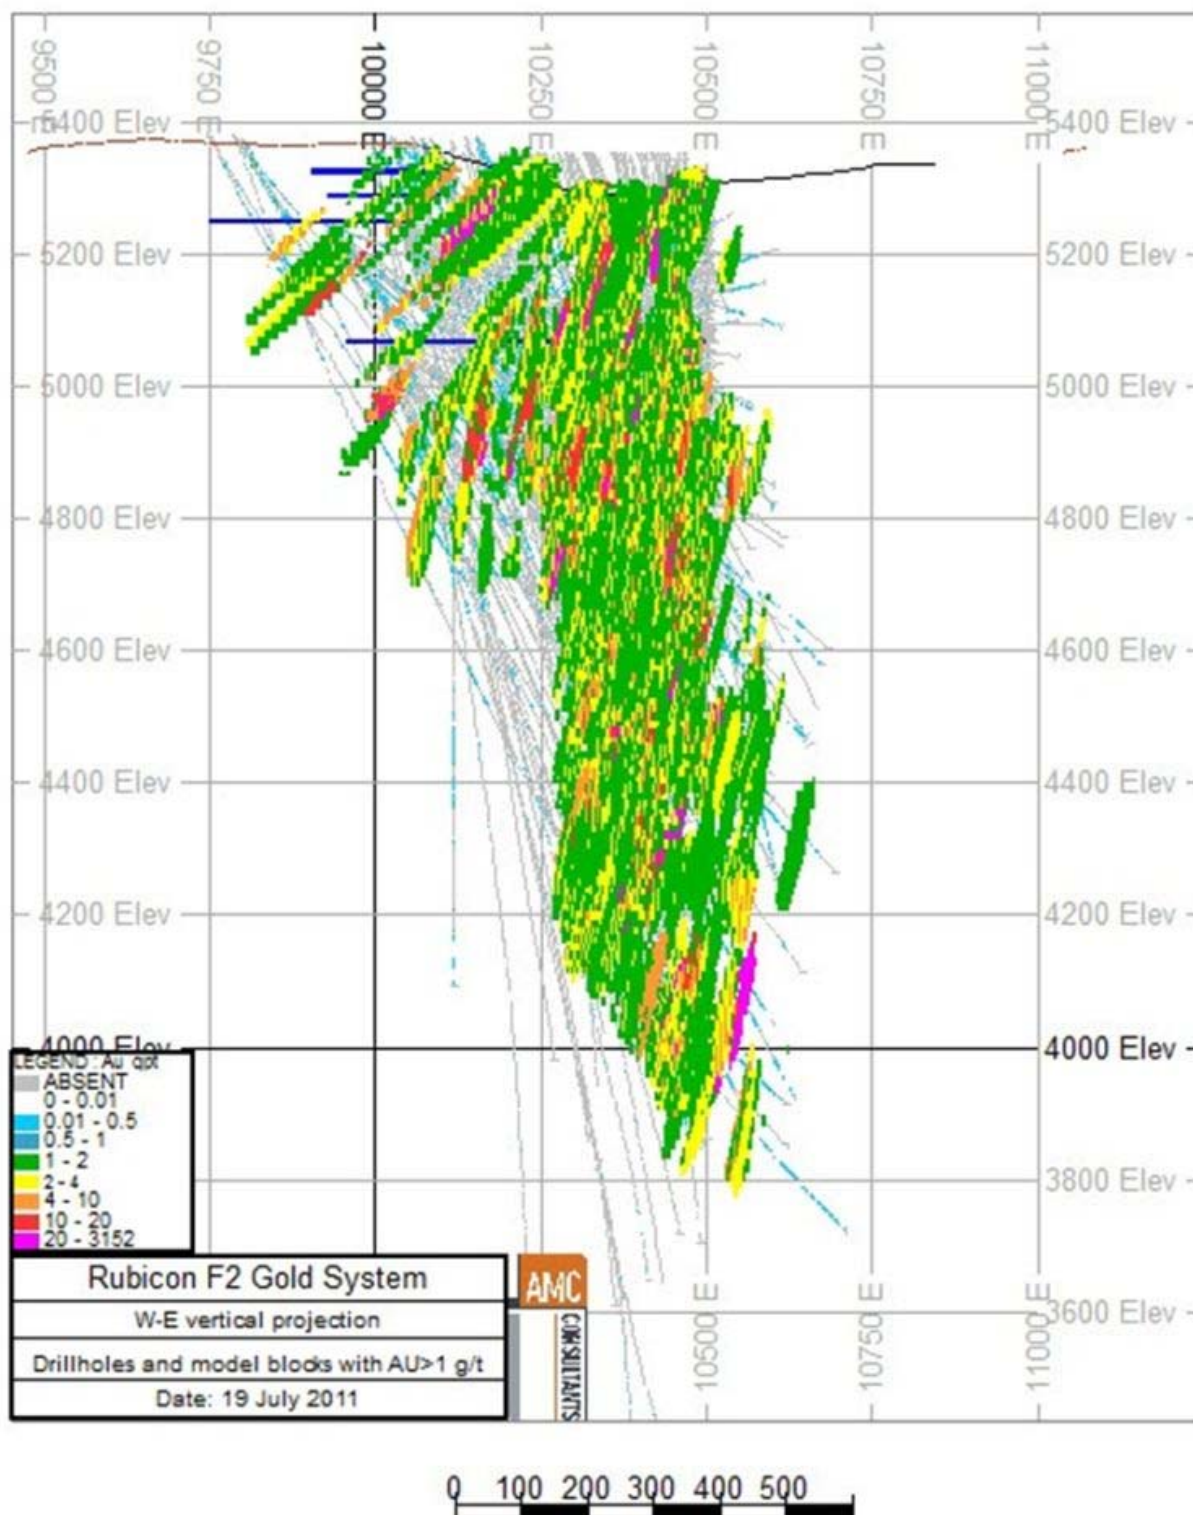 9500 E
9750 E
10000 E
10250 E
10500 E
10750 E
11000 E
5400 Elev
5400 Elev
5200 Elev
5200 Elev
5000 Elev
5000 Elev
4800 Elev
4800 Elev
4600 Elev
4600 Elev
4400 Elev
4400 Elev
4200 Elev
4200 Elev
4000 Elev
4000 Elev
LEGEND : Au gpt
ABSENT
0 - 0.01
0.01 - 0.5
0.5 - 1
1 - 2
2 - 4
4 - 10
10 - 20
20 - 3152
3800 Elev
3600 Elev
Rubicon F2 Gold System
W-E vertical projection
Drillholes and model blocks with AU>1 g/t
Date: 19 July 2011
AMC
CONSULTANTS
10500 E
10750 E
11000 E
0 100 200 300 400 500